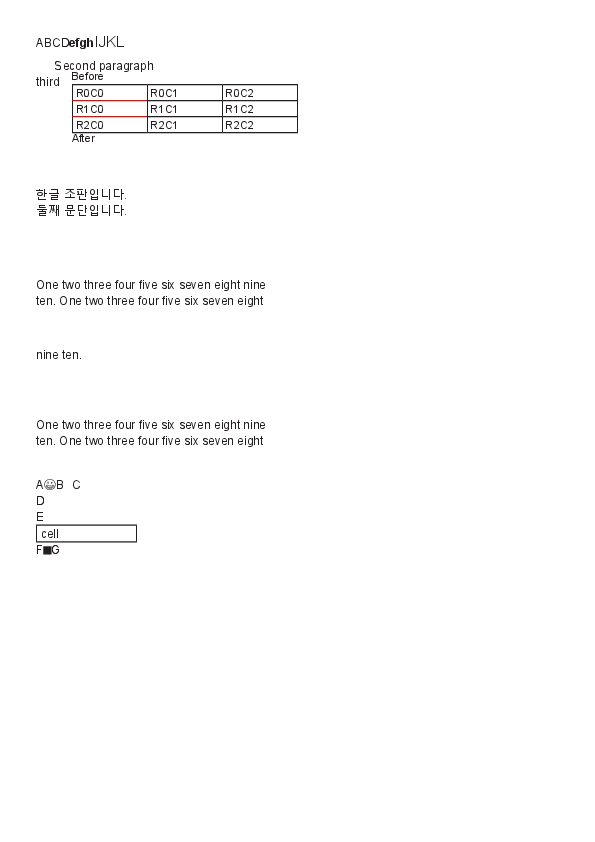 ABCDefghIJKL
Second paragraph
third
Before
R0C0 R0C1 R0C2
R1C0 R1C1 R1C2
R2C0 R2C1 R2C2
After
한글 조판입니다.
둘째 문단입니다.
One two three four five six seven eight nine
ten. One two three four five six seven eight
nine ten.
One two three four five six seven eight nine
ten. One two three four five six seven eight
A😀B C
D
E
cell
F■G